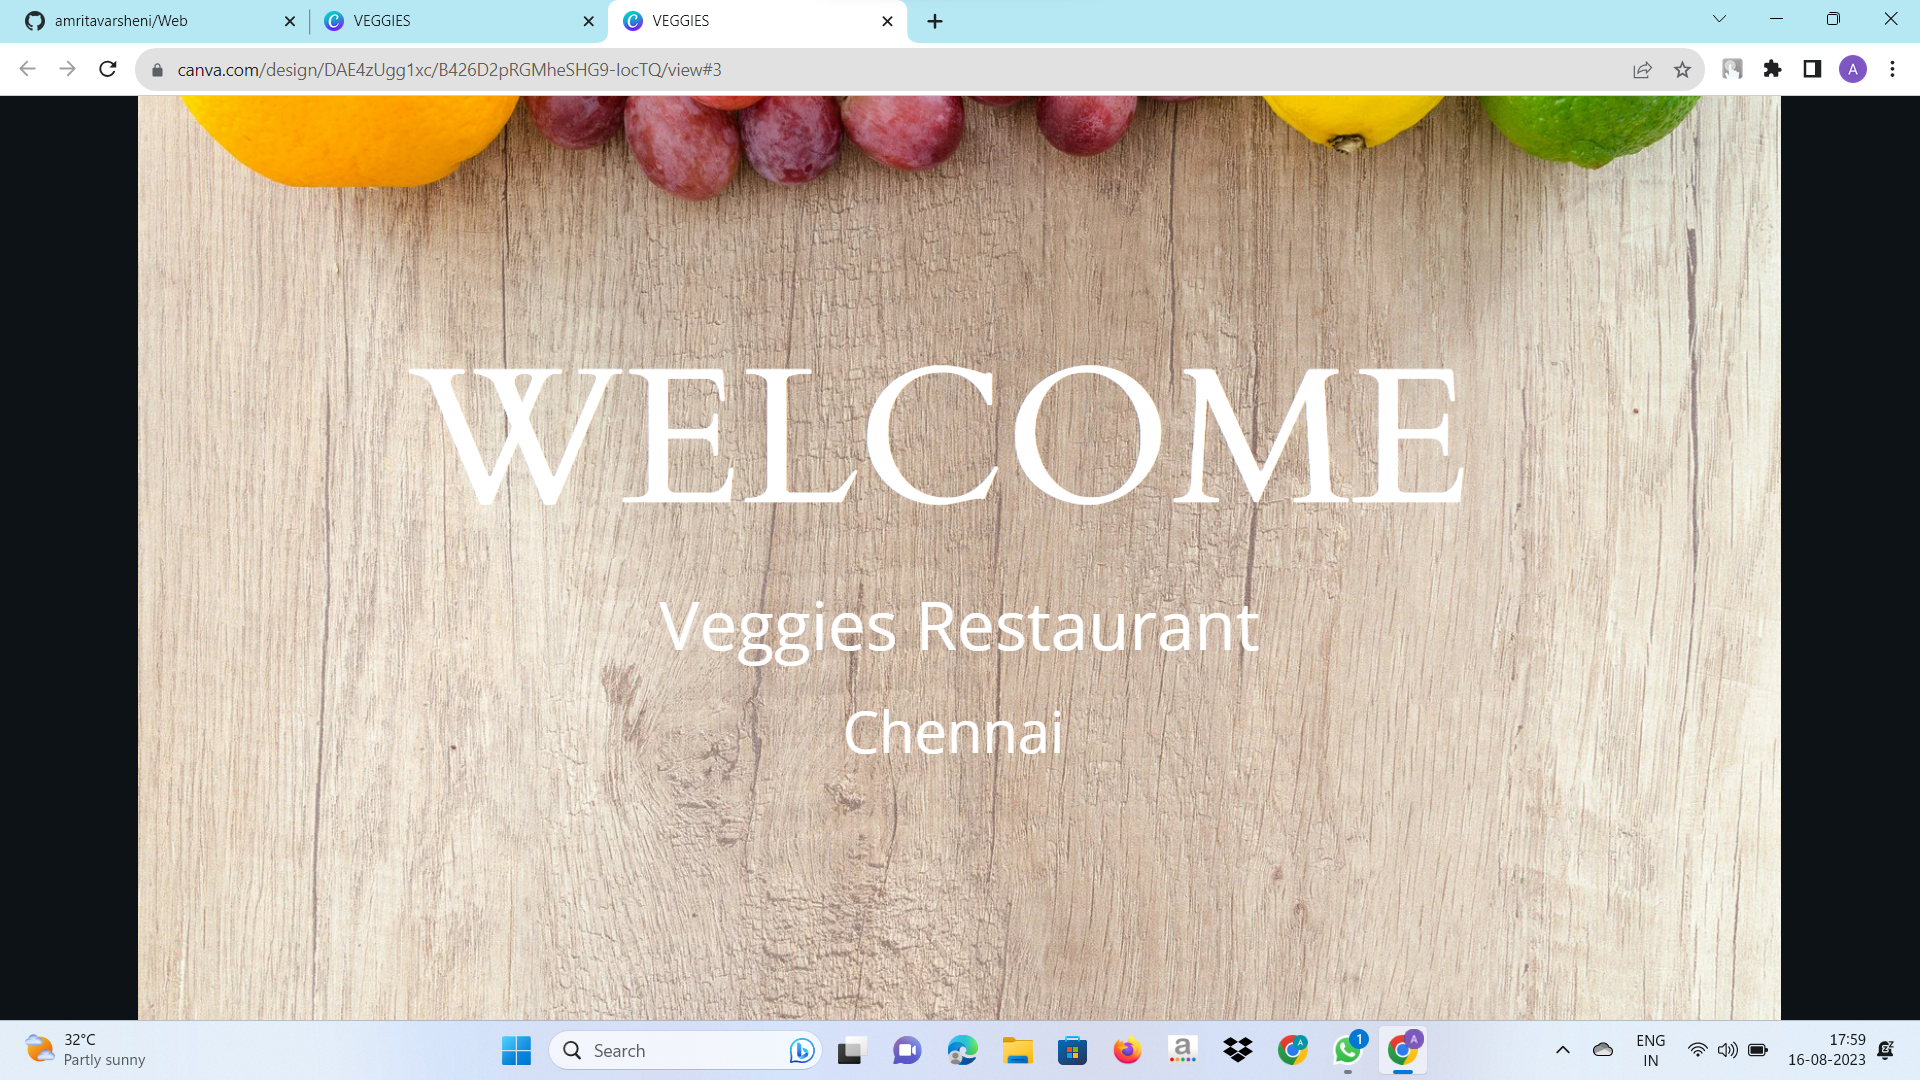 amritavarsheni/Web
VEGGIES
VEGGIES
canva.com/design/DAE4zUgg1xc/B426D2pRGMheSHG9-IocTQ/view#3
A
WELCOME
Veggies Restaurant
Chennai
32°C
Partly sunny
Search
A
1
A
ENG
IN
17:59
16-08-2023